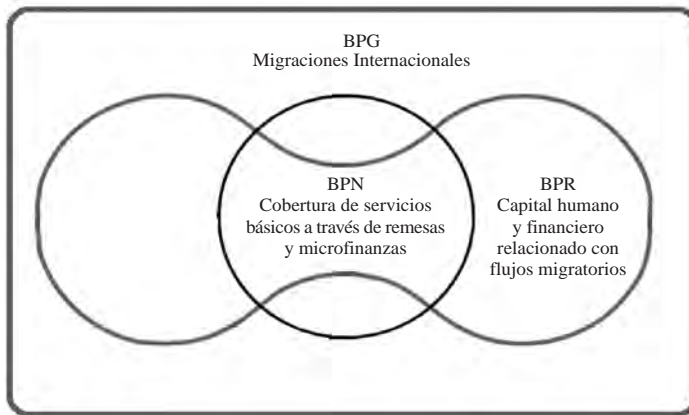 BPG
Migraciones Internacionales
BPN
Cobertura de servicios
básicos a través de remesas
y microfinanzas
BPR
Capital humano
y financiero
relacionado con
flujos migratorios